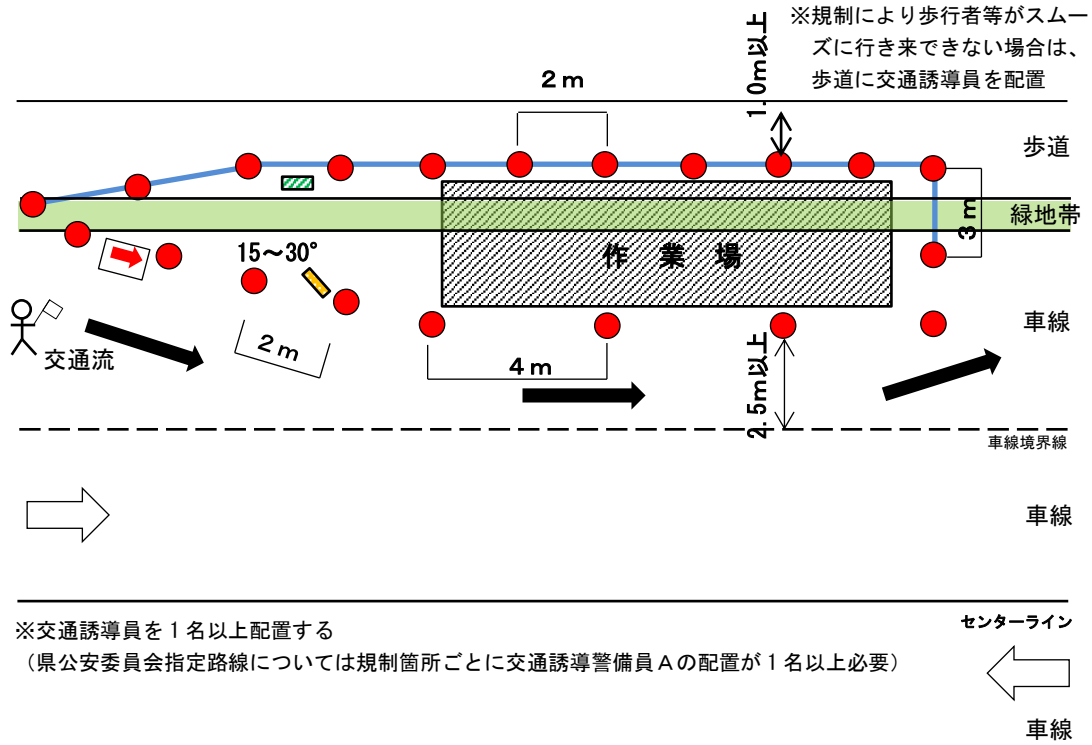 ※規制により歩行者等がスムー
ズに行き来できない場合は、
歩道に交通誘導員を配置
1.0m以上
2m
歩道
緑地帯
3m
15～30°
作業場
車線
交通流
2m
4m
2.5m以上
車線境界線
車線
センターライン
※交通誘導員を1名以上配置する
（県公安委員会指定路線については規制箇所ごとに交通誘導警備員Aの配置が1名以上必要）
車線